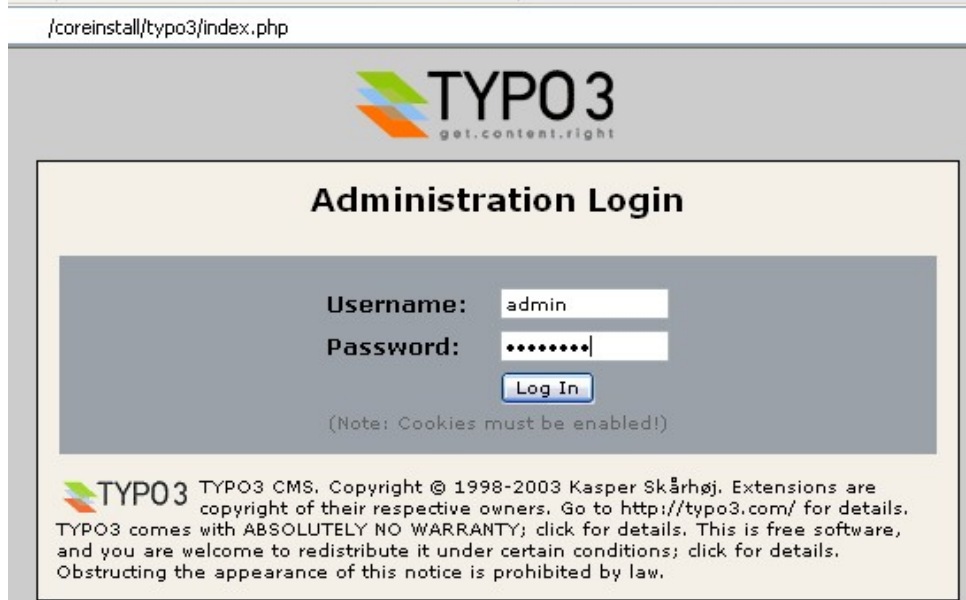 /coreinstall/typo3/index.php
TYPO3
get.content.right
Administration Login
Username: admin
Password: ••••••••
Log In
(Note: Cookies must be enabled!)
TYPO3 TYPO3 CMS. Copyright © 1998-2003 Kasper Skårhøj. Extensions are
copyright of their respective owners. Go to http://typo3.com/ for details.
TYPO3 comes with ABSOLUTELY NO WARRANTY; click for details. This is free software,
and you are welcome to redistribute it under certain conditions; click for details.
Obstructing the appearance of this notice is prohibited by law.